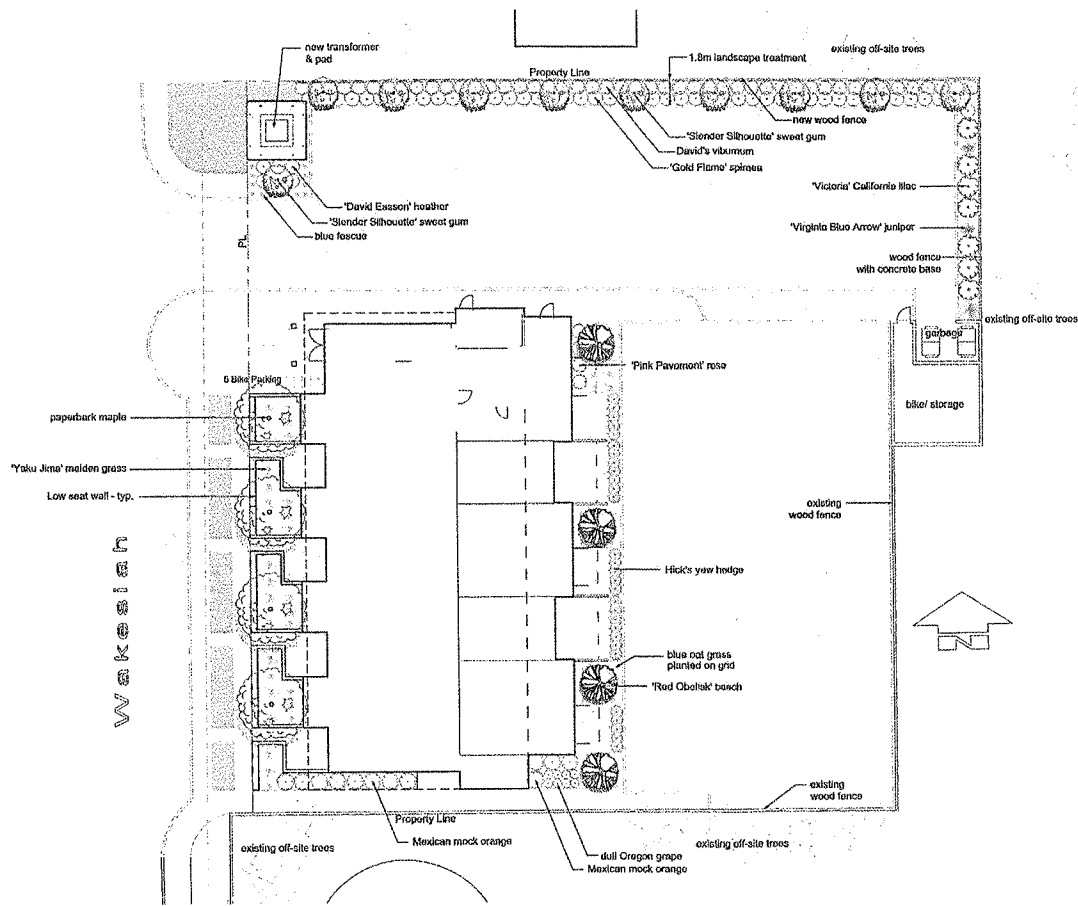 new transformer
& pad
existing off-site trees
1.8m landscape treatment
Property Line
new wood fence
'Slender Silhouette' sweet gum
David's viburnum
'Gold Flame' spiraea
'Victoria' California lilac
'David Easson' heather
'Slender Silhouette' sweet gum
'Virginia Blue Arrow' juniper
blue fescue
PL
wood fence
with concrete base
existing off-site trees
garbage
'Pink Pavement' rose
6 Bike Parking
bike/ storage
paperbark maple
'Yaku Jima' maiden grass
Low seat wall - typ.
existing
wood fence
Wakesiah
Hick's yew hedge
N
blue oat grass
planted on grid
'Red Obelisk' beech
existing
wood fence
Property Line
Mexican mock orange
existing off-site trees
existing off-site trees
dull Oregon grape
Mexican mock orange